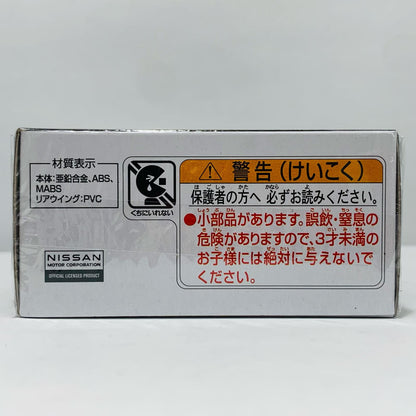 材質表示
本体:亜鉛合金、ABS、
MABS
リアウイング:PVC
くちにいれない
NISSAN
MOTOR CORPORATION
OFFICIAL LICENSED PRODUCT
警告(けいこく)
保護者の方へ 必ずお読みください。
●小部品があります。誤飲・窒息の
危険がありますので、3才未満の
お子様には絶対に与えないで
ください。